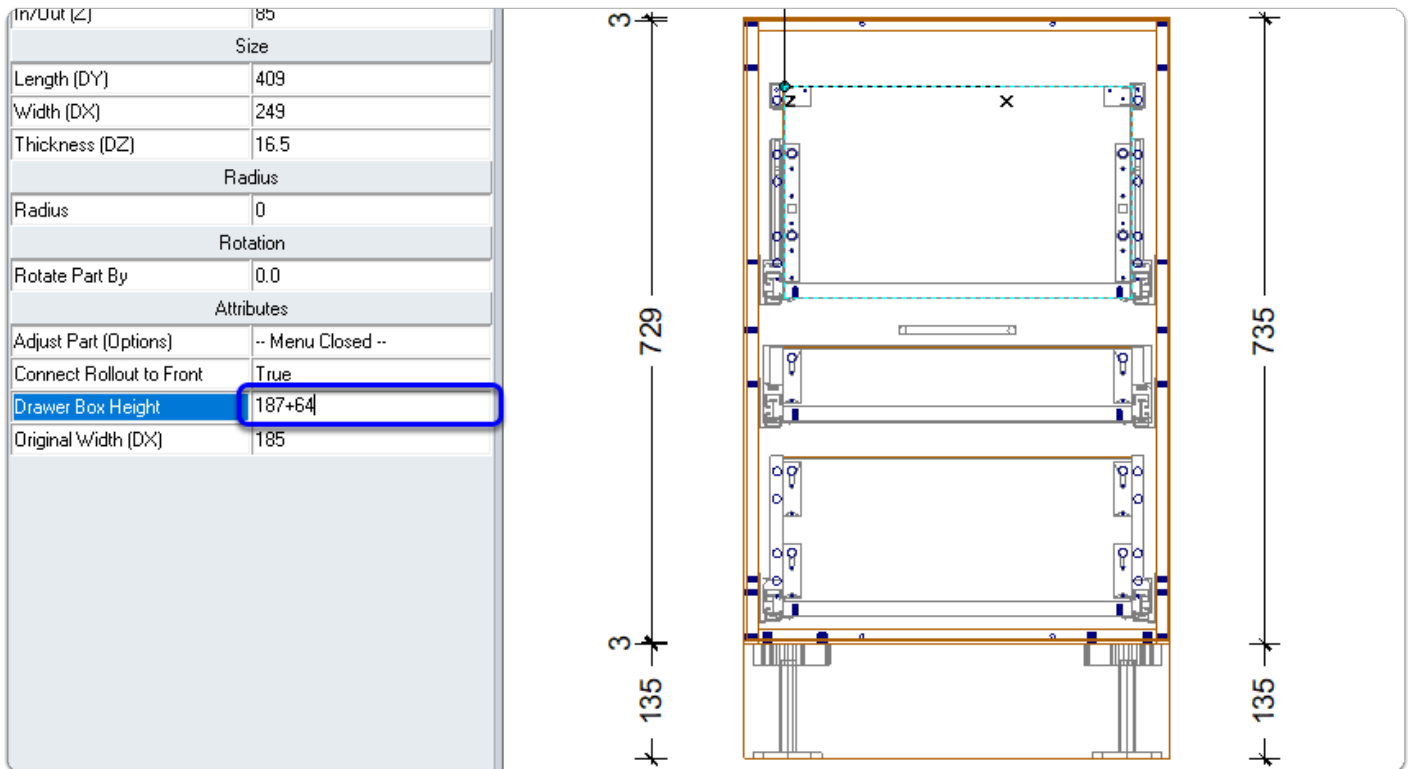 In/Out (Z) 85
Size
Length (DY) 409
Width (DX) 249
Thickness (DZ) 16.5
Radius
Radius 0
Rotation
Rotate Part By 0.0
Attributes
Adjust Part (Options) -- Menu Closed --
Connect Rollout to Front True
Drawer Box Height 187+64
Original Width (DX) 185
3
Z X
729 735
3
135 135